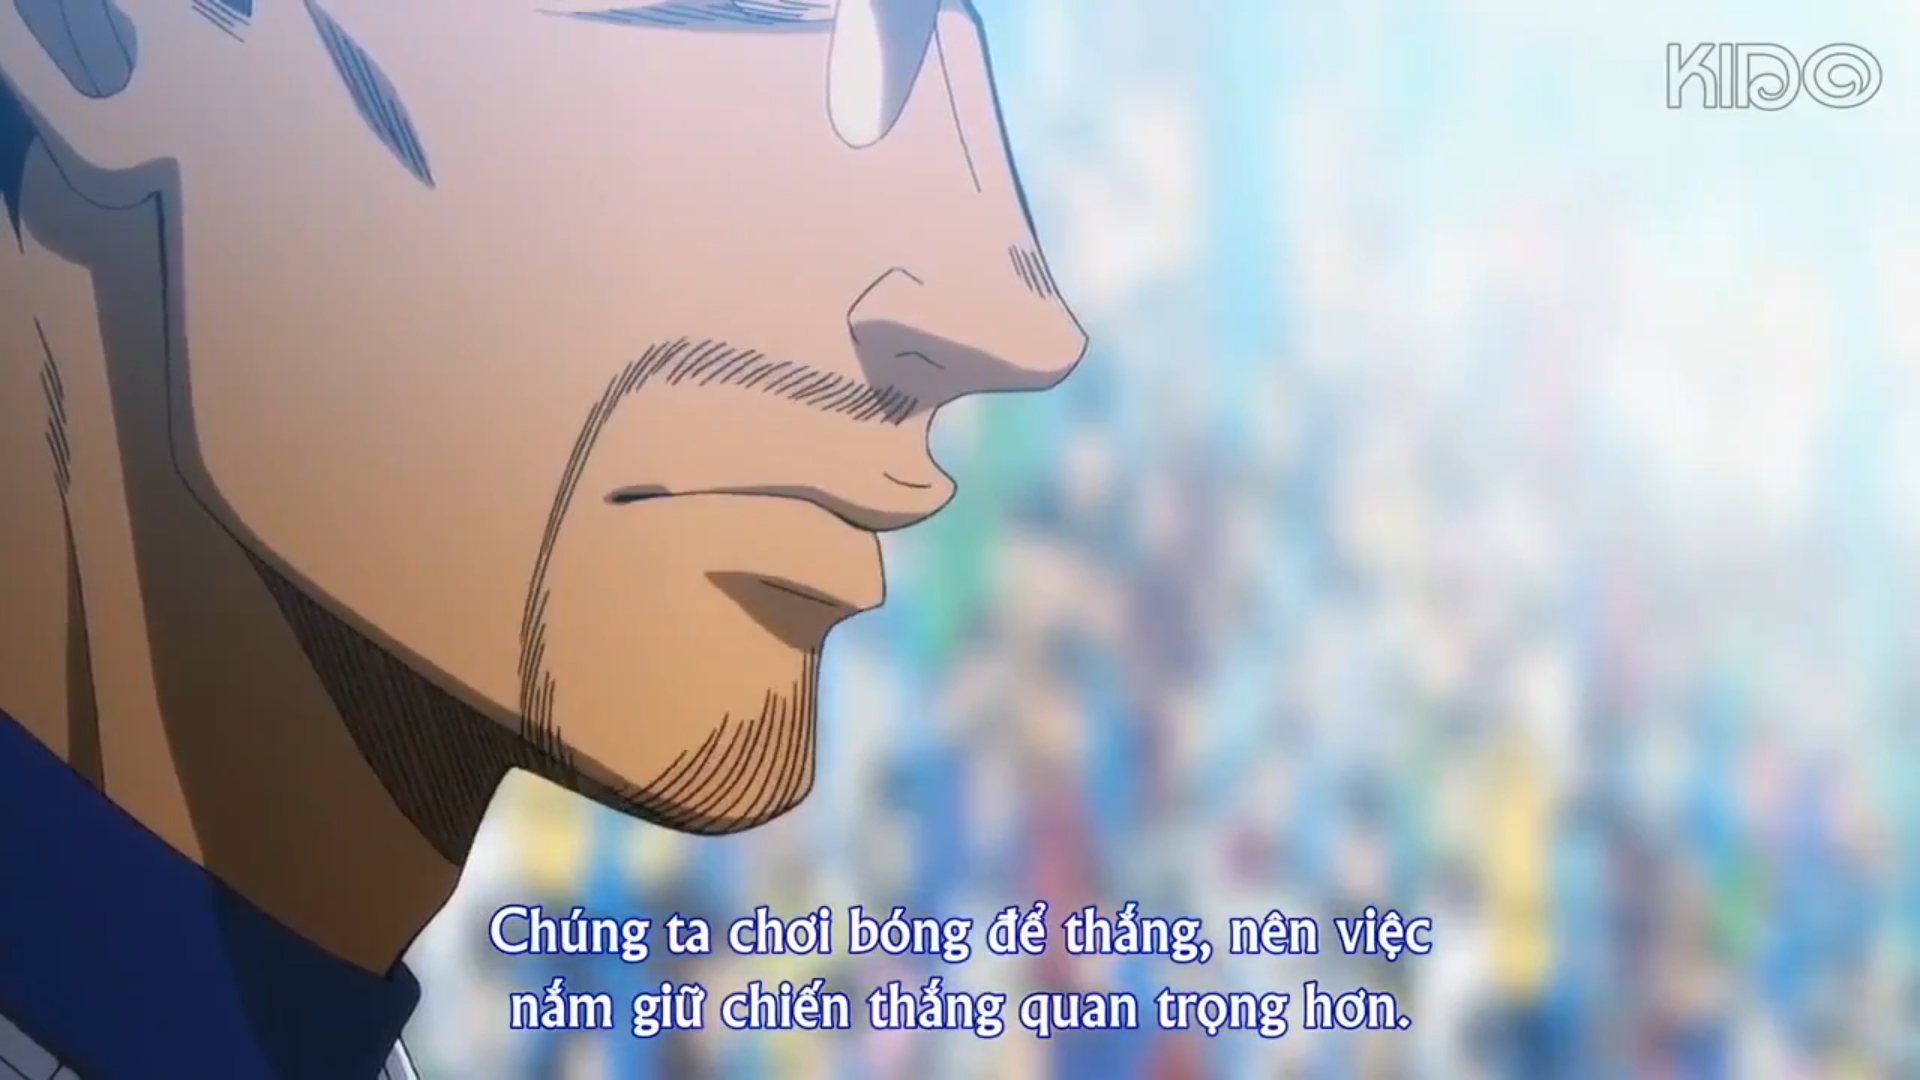 KIDO
Chúng ta chơi bóng để thắng, nên việc
nắm giữ chiến thắng quan trọng hơn.